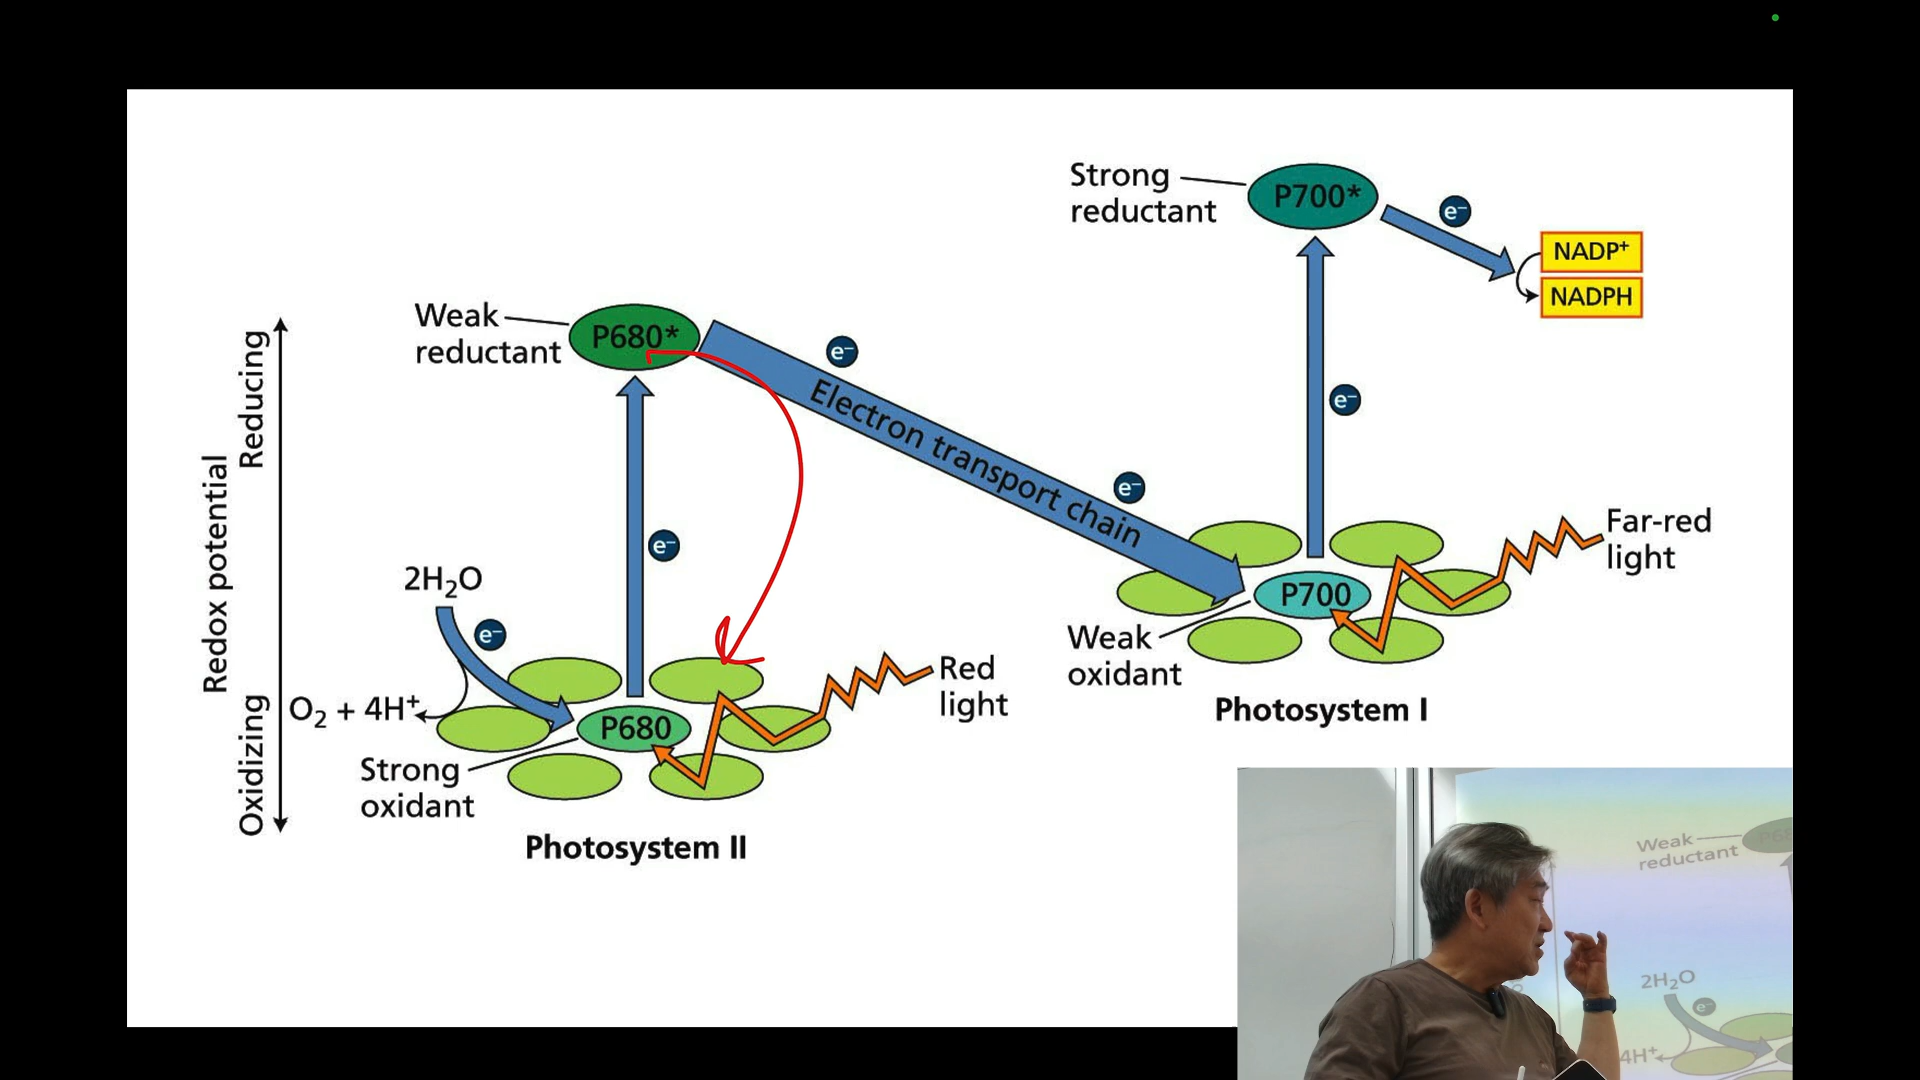 Strong
reductant
P700*
e⁻
NADP⁺
NADPH
Weak
reductant
P680*
e⁻
Electron transport chain
e⁻
e⁻
Reducing
Redox potential
Oxidizing
Far-red
light
P700
Weak
oxidant
Photosystem I
e⁻
2H₂O
e⁻
O₂ + 4H⁺
P680
Red
light
Strong
oxidant
Photosystem II
Weak
reductant
2H₂O
e⁻
4H⁺